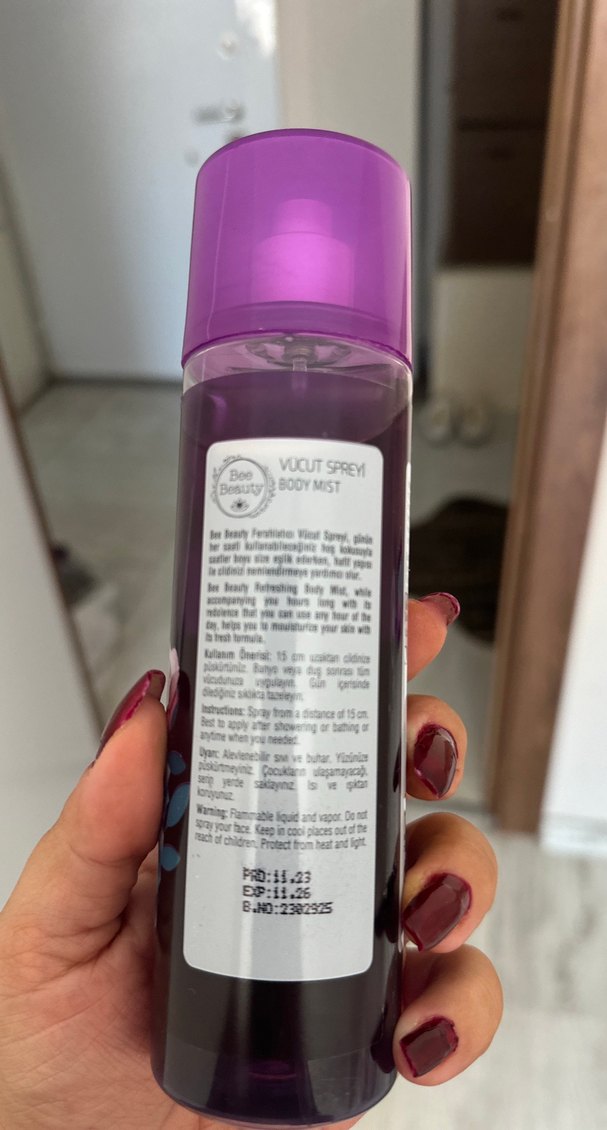 Bee
Beauty
VÜCUT SPREYİ
BODY MIST
Bee Beauty Ferahlatıcı Vücut Spreyi, günün
her saati kullanabileceğiniz hoş kokusuyla
saatler boyu size eşlik ederken, hafif yapısı
ile cildinizi nemlendirmeye yardımcı olur.
Bee Beauty Refreshing Body Mist, while
accompanying you hours long with its
redolence that you can use any hour of the
day, helps you to mouisturize your skin with
its fresh formula.
Kullanım Önerisi: 15 cm uzaktan cildinize
püskürtünüz. Banyo veya duş sonrası tüm
vücudunuza uygulayın. Gün içerisinde
dilediğiniz sıklıkta tazeleyin.
Instructions: Spray from a distance of 15 cm.
Best to apply after showering or bathing or
anytime when you needed.
Uyarı: Alevlenebilir sıvı ve buhar. Yüzünüze
püskürtmeyiniz. Çocukların ulaşamayacağı,
serin yerde saklayınız. Isı ve ışıktan
koruyunuz.
Warning: Flammable liquid and vapor. Do not
spray your face. Keep in cool places out of the
reach of children. Protect from heat and light.
PRD:11.23
EXP:11.26
B.NO:2302925